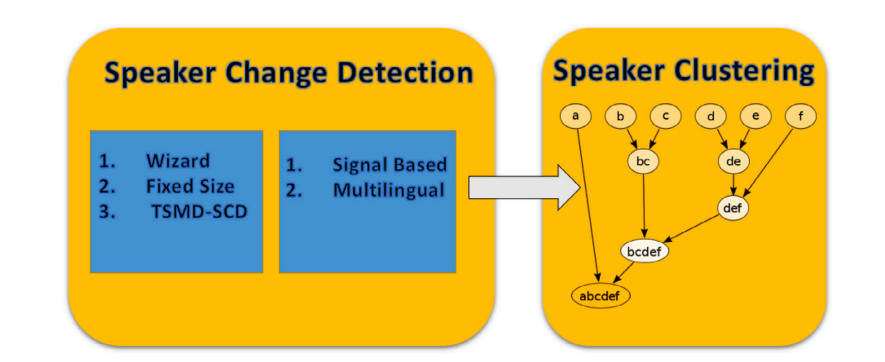 Speaker Change Detection
1. Wizard
2. Fixed Size
3. TSMD-SCD
1. Signal Based
2. Multilingual
Speaker Clustering
a b c d e f
bc de
def
bcdef
abcdef